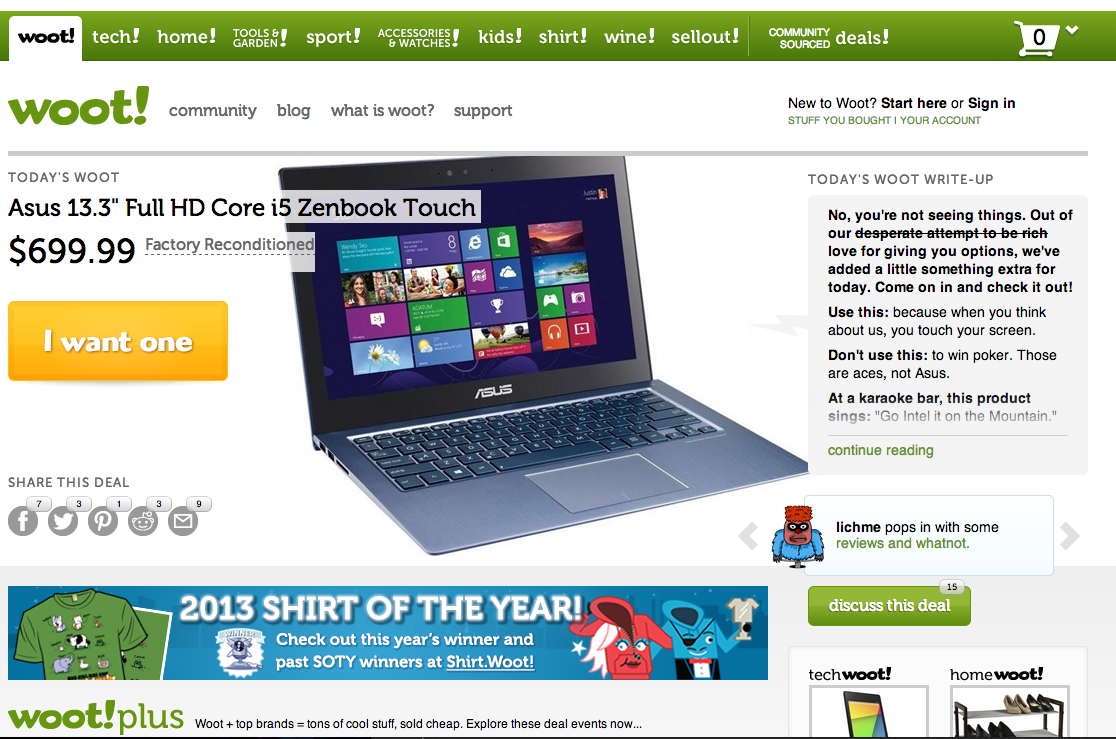 woot! tech! home! TOOLS & GARDEN! sport! ACCESSORIES & WATCHES! kids! shirt! wine! sellout! COMMUNITY SOURCED deals! 0
woot! community blog what is woot? support
New to Woot? Start here or Sign in
STUFF YOU BOUGHT | YOUR ACCOUNT
TODAY'S WOOT
Asus 13.3" Full HD Core i5 Zenbook Touch
$699.99 Factory Reconditioned
I want one
Justin
Wendy Teo
8
ADATUM
ASUS
SHARE THIS DEAL
7 3 1 3 9
TODAY'S WOOT WRITE-UP
No, you're not seeing things. Out of
our desperate attempt to be rich
love for giving you options, we've
added a little something extra for
today. Come on in and check it out!
Use this: because when you think
about us, you touch your screen.
Don't use this: to win poker. Those
are aces, not Asus.
At a karaoke bar, this product
sings: "Go Intel it on the Mountain."
continue reading
lichme pops in with some
reviews and whatnot.
15
discuss this deal
2013 SHIRT OF THE YEAR!
WINNER
Check out this year's winner and
past SOTY winners at Shirt.Woot!
woot!plus Woot + top brands = tons of cool stuff, sold cheap. Explore these deal events now...
techwoot! homewoot!